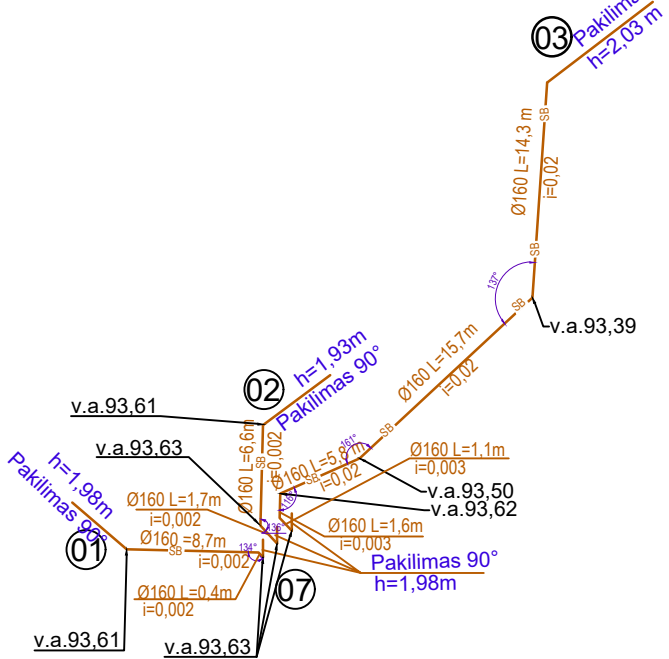 03
Pakilimas
h=2,03 m
SB
Ø160 L=14,3 m
i=0,02
SB
137°
SB
v.a.93,39
Ø160 L=15,7m
i=0,02
SB
02
h=1,93m
Pakilimas 90°
v.a.93,61
v.a.93,63
Ø160 L=6,6m
i=0,002
SB
161°
Ø160 L=5,8 m
i=0,02
SB
Ø160 L=1,1m
i=0,003
v.a.93,50
v.a.93,62
h=1,98m
Pakilimas 90°
01
Ø160 L=1,7m
i=0,002
136°
Ø160 L=1,6m
i=0,003
Ø160 =8,7m
i=0,002
SB
134°
Pakilimas 90°
h=1,98m
Ø160 L=0,4m
i=0,002
07
v.a.93,61
v.a.93,63